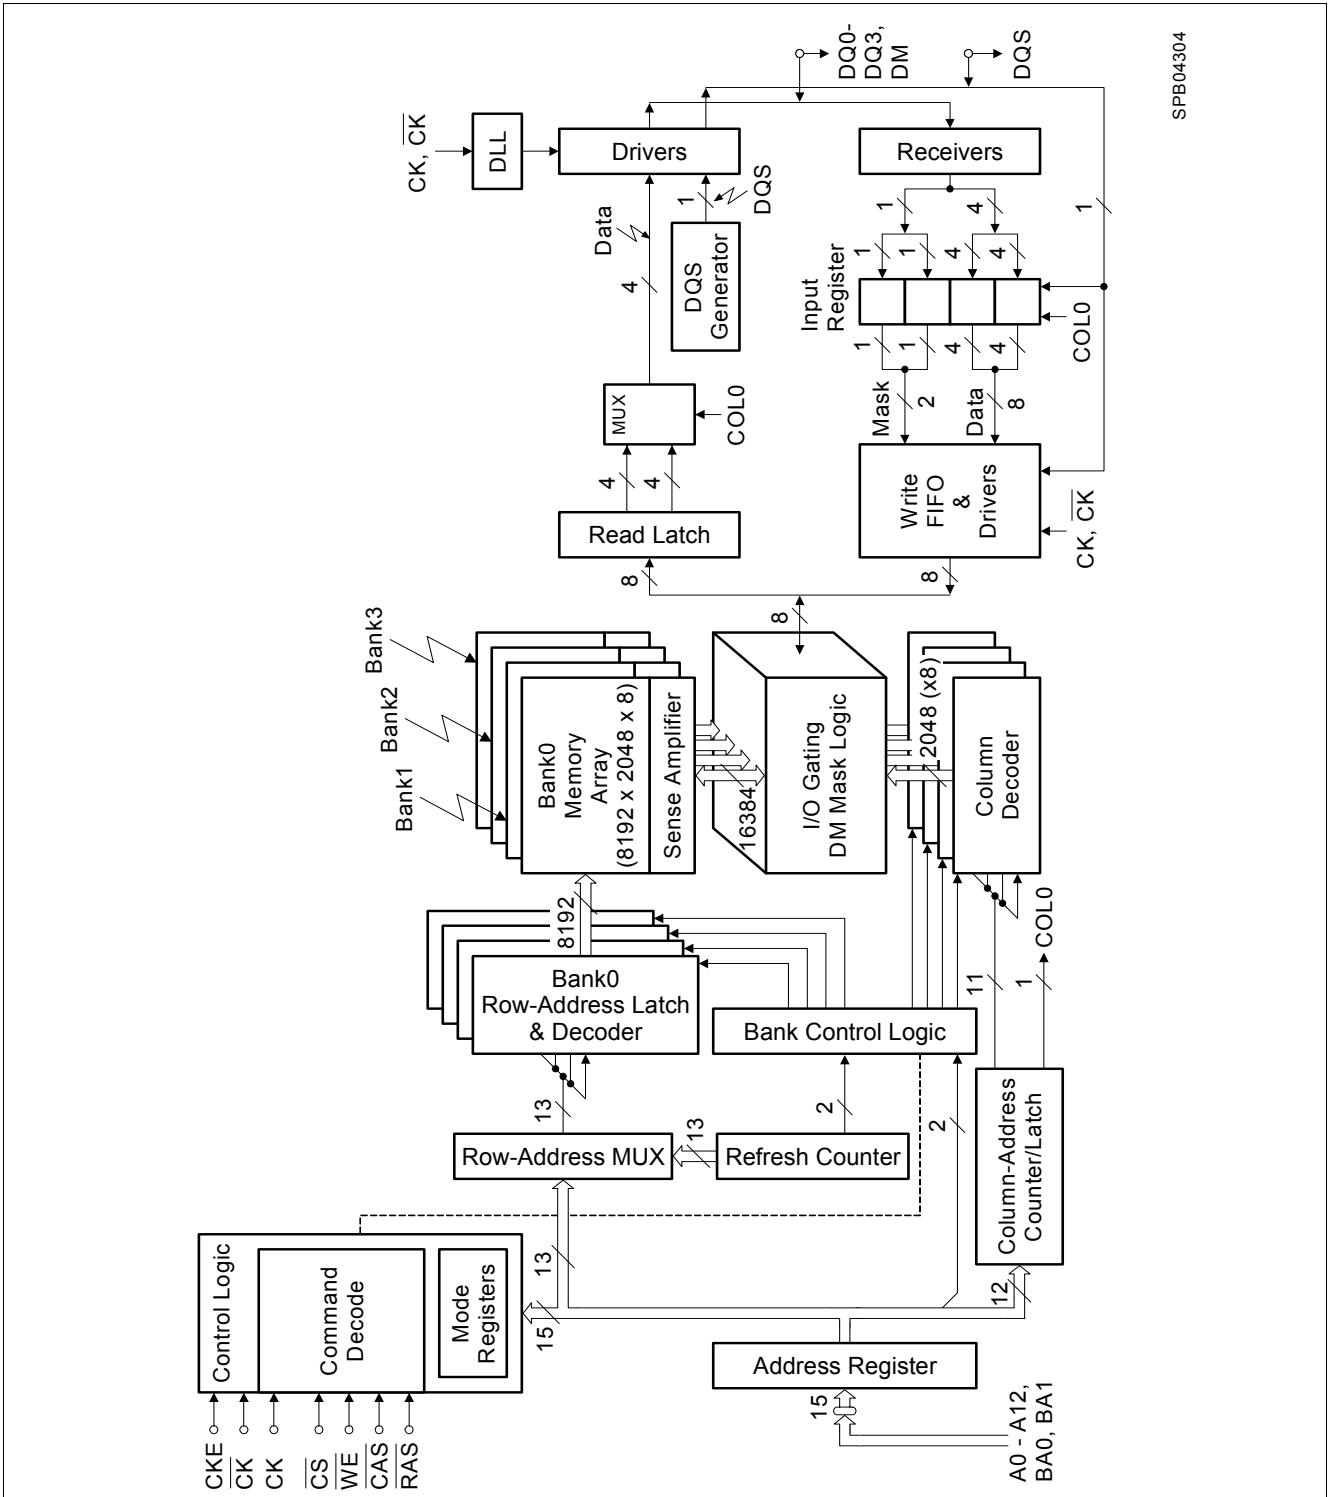 DQ0-
DQ3,
DM
DQS
SPB04304
CK, CK
DLL
Drivers
Receivers
1
DQS
Data
4
DQS
Generator
1
4
1
1
1
4
4
Input
Register
COL0
1
1
4
4
MUX
COL0
Mask
2
Data
8
4
4
Read Latch
Write
FIFO
&
Drivers
CK, CK
8
8
8
Bank3
Bank2
Bank1
Bank0
Memory
Array
(8192 x 2048 x 8)
Sense Amplifier
16384
I/O Gating
DM Mask Logic
2048 (x8)
Column
Decoder
8192
Bank0
Row-Address Latch
& Decoder
Bank Control Logic
11
1
COL0
13
2
2
Row-Address MUX
13
Refresh Counter
Column-Address
Counter/Latch
Control Logic
Command
Decode
Mode
Registers
13
15
12
Address Register
15
CKE
CK
CK
CS
WE
CAS
RAS
A0 - A12,
BA0, BA1